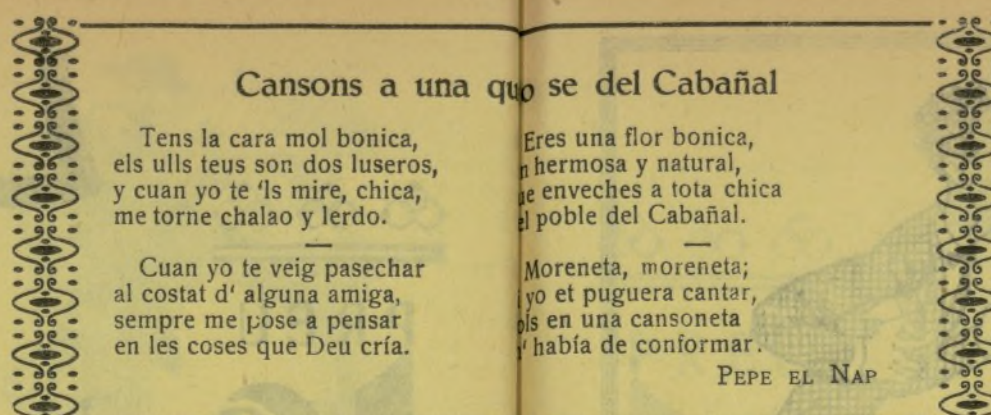 Cansons a una quo se del Cabañal
Tens la cara mol bonica,
els ulls teus son dos luseros,
y cuan yo te 'ls mire, chica,
me torne chalao y lerdo.
Cuan yo te veig pasechar
al costat d' alguna amiga,
sempre me pose a pensar
en les coses que Deu cría.
Eres una flor bonica,
hermosa y natural,
enveches a tota chica
poble del Cabañal.
Moreneta, moreneta;
yo et puguera cantar,
en una cansoneta
' había de conformar.
PEPE EL NAP